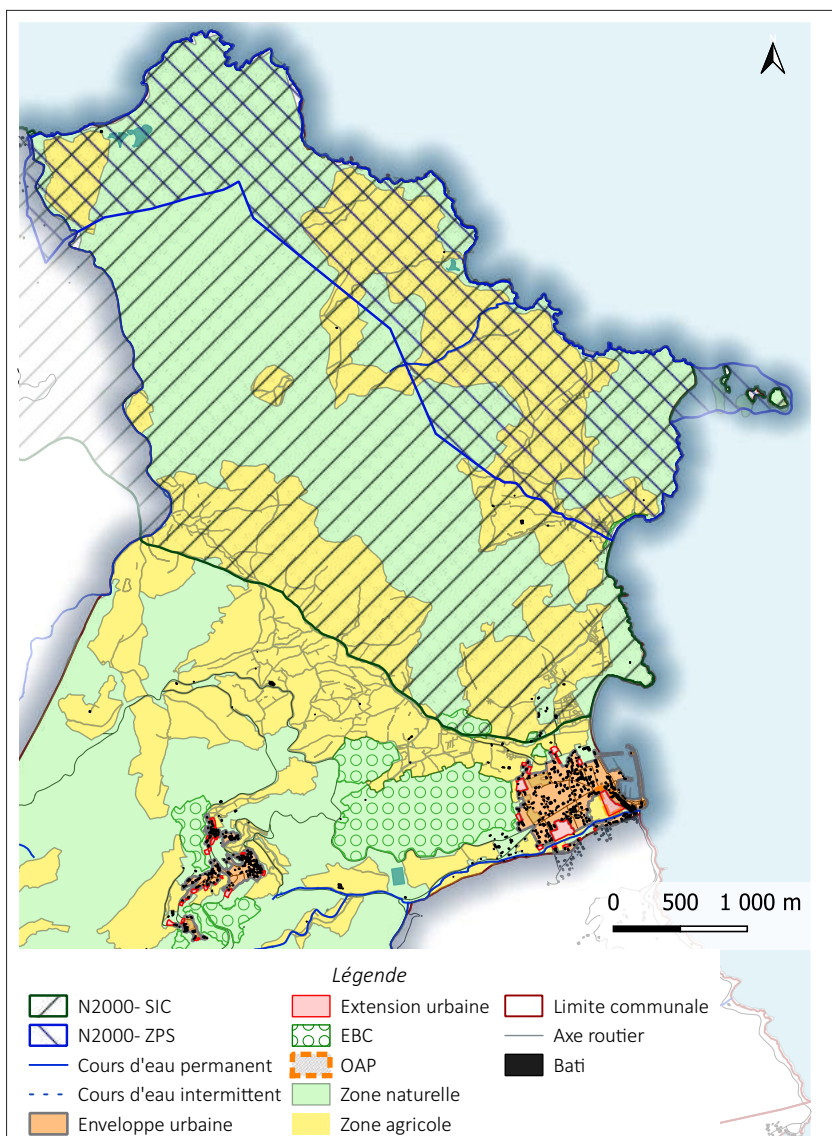 0 500 1 000 m
Légende
N2000- SIC
N2000- ZPS
Cours d'eau permanent
Cours d'eau intermittent
Enveloppe urbaine
Extension urbaine
EBC
OAP
Zone naturelle
Zone agricole
Limite communale
Axe routier
Bati